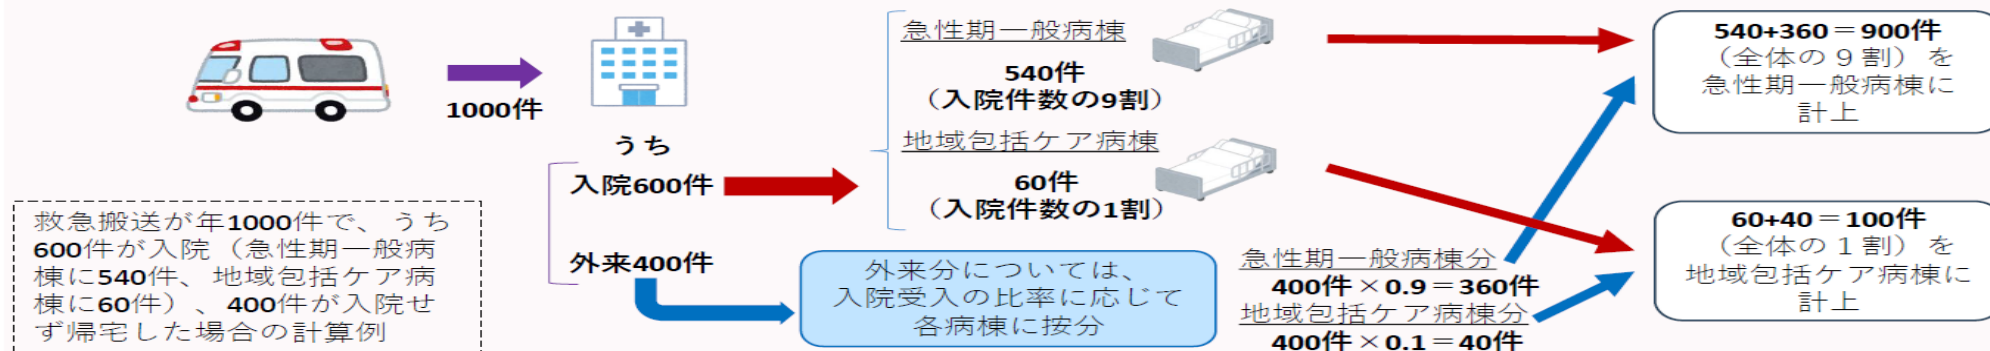 1000件
うち
入院600件
外来400件
救急搬送が年1000件で、うち
600件が入院（急性期一般病
棟に540件、地域包括ケア病
棟に60件）、400件が入院せ
ず帰宅した場合の計算例
急性期一般病棟
540件
（入院件数の9割）
地域包括ケア病棟
60件
（入院件数の1割）
外来分については、
入院受入の比率に応じて
各病棟に按分
急性期一般病棟分
400件×0.9＝360件
地域包括ケア病棟分
400件×0.1＝40件
540+360＝900件
（全体の９割）を
急性期一般病棟に
計上
60+40＝100件
（全体の１割）を
地域包括ケア病棟に
計上